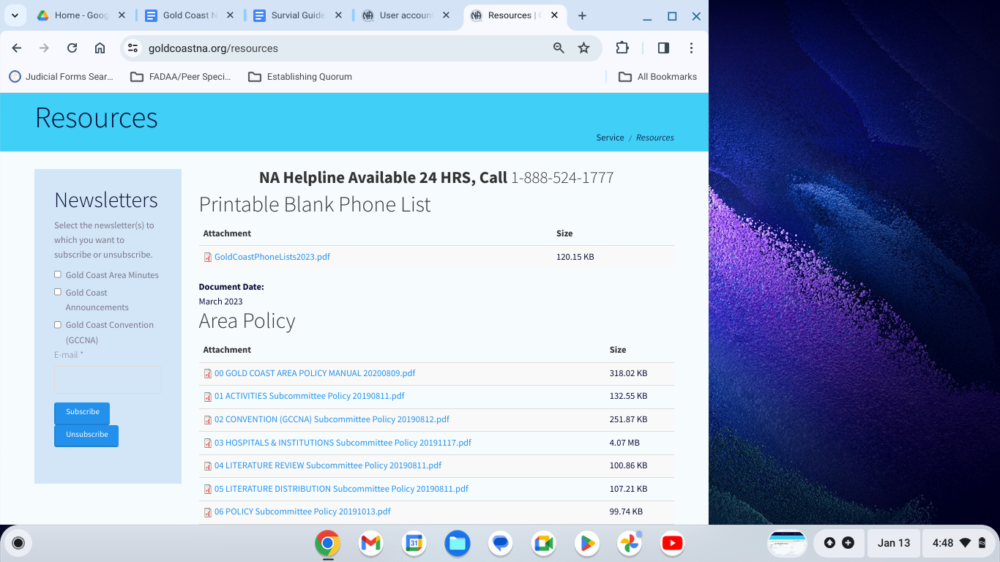 Home - Goog
Gold Coast N
Survial Guide
User accoun
Resources | G
goldcoastna.org/resources
Judicial Forms Sear...
FADAA/Peer Speci...
Establishing Quorum
All Bookmarks
Resources
Service / Resources
Newsletters
Select the newsletter(s) to
which you want to
subscribe or unsubscribe.
Gold Coast Area Minutes
Gold Coast
Announcements
Gold Coast Convention
(GCCNA)
E-mail *
Subscribe
Unsubscribe
NA Helpline Available 24 HRS, Call 1-888-524-1777
Printable Blank Phone List
Attachment Size
GoldCoastPhoneLists2023.pdf 120.15 KB
Document Date:
March 2023
Area Policy
Attachment Size
00 GOLD COAST AREA POLICY MANUAL 20200809.pdf 318.02 KB
01 ACTIVITIES Subcommittee Policy 20190811.pdf 132.55 KB
02 CONVENTION (GCCNA) Subcommittee Policy 20190812.pdf 251.87 KB
03 HOSPITALS & INSTITUTIONS Subcommittee Policy 20191117.pdf 4.07 MB
04 LITERATURE REVIEW Subcommittee Policy 20190811.pdf 100.86 KB
05 LITERATURE DISTRIBUTION Subcommittee Policy 20190811.pdf 107.21 KB
06 POLICY Subcommittee Policy 20191013.pdf 99.74 KB
31
Jan 13
4:48